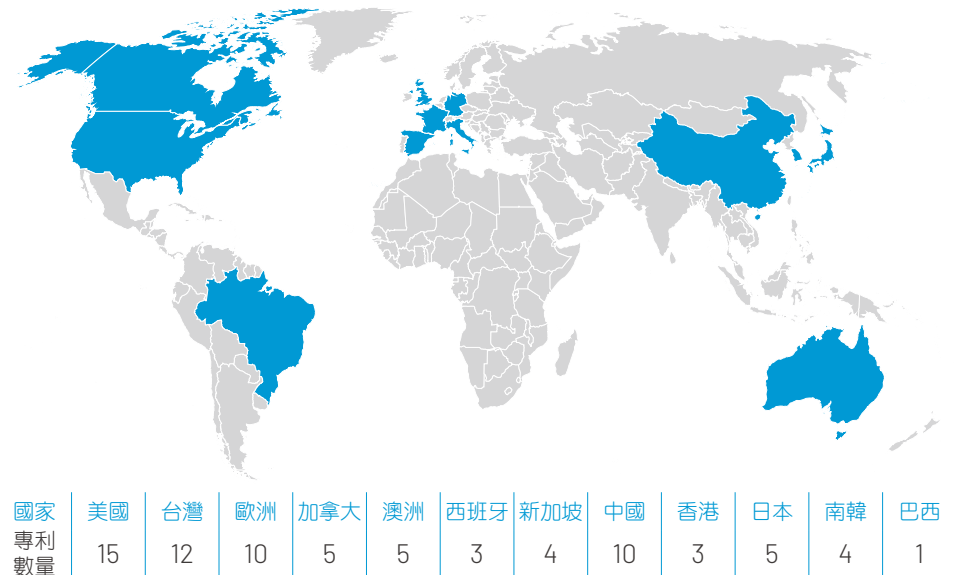 國家 美國 台灣 歐洲 加拿大 澳洲 西班牙 新加坡 中國 香港 日本 南韓 巴西
專利數量 15 12 10 5 5 3 4 10 3 5 4 1